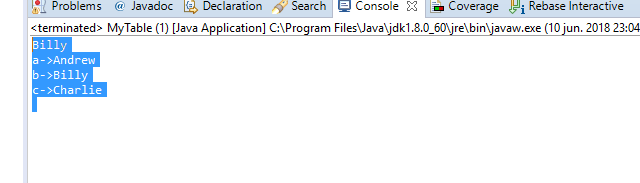 Problems @ Javadoc Declaration Search Console Coverage Rebase Interactive
<terminated> MyTable (1) [Java Application] C:\Program Files\Java\jdk1.8.0_60\jre\bin\javaw.exe (10 jun. 2018 23:04
Billy
a->Andrew
b->Billy
c->Charlie